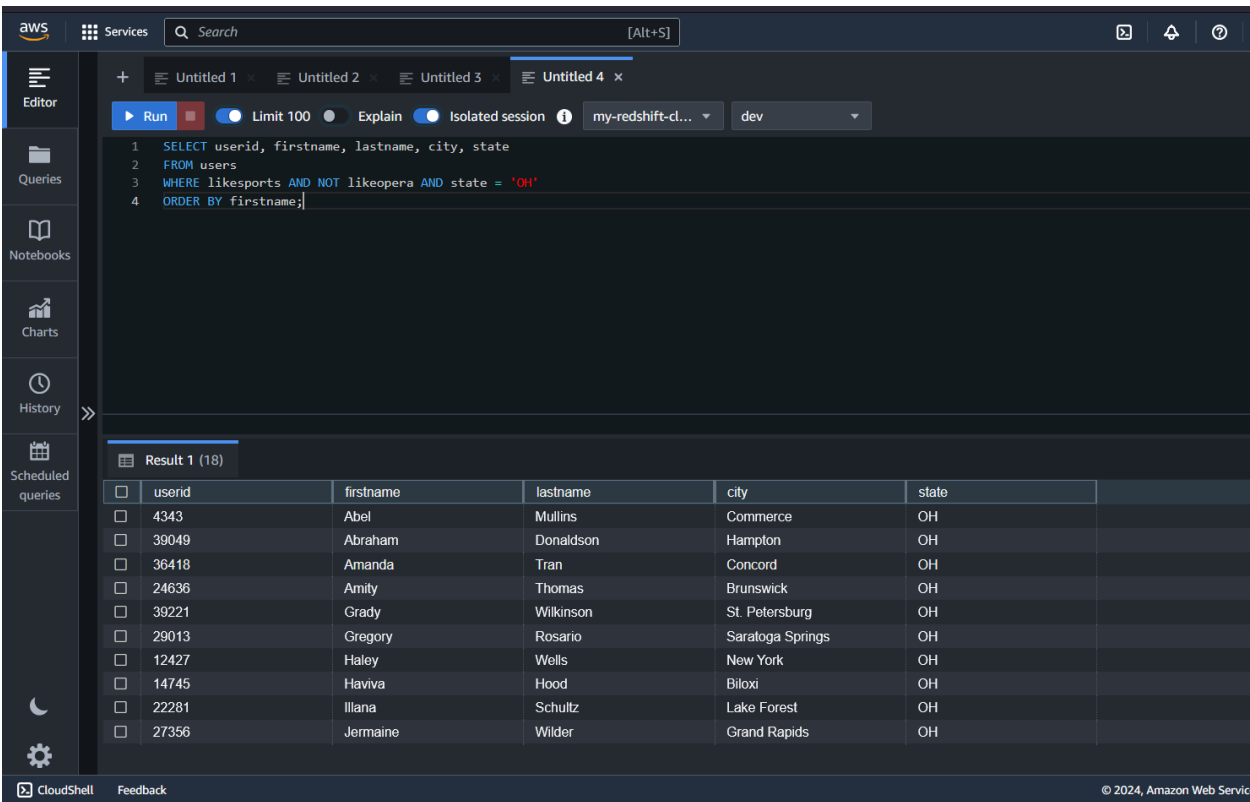 aws Services Search [Alt+S]
Editor
Queries
Notebooks
Charts
History
Scheduled queries
+ Untitled 1 × Untitled 2 × Untitled 3 × Untitled 4 ×
Run Limit 100 Explain Isolated session i my-redshift-cl... dev
1 SELECT userid, firstname, lastname, city, state
2 FROM users
3 WHERE likesports AND NOT likeopera AND state = 'OH'
4 ORDER BY firstname;
Result 1 (18)
userid firstname lastname city state
4343 Abel Mullins Commerce OH
39049 Abraham Donaldson Hampton OH
36418 Amanda Tran Concord OH
24636 Amity Thomas Brunswick OH
39221 Grady Wilkinson St. Petersburg OH
29013 Gregory Rosario Saratoga Springs OH
12427 Haley Wells New York OH
14745 Haviva Hood Biloxi OH
22281 Illana Schultz Lake Forest OH
27356 Jermaine Wilder Grand Rapids OH
CloudShell Feedback © 2024, Amazon Web Servic